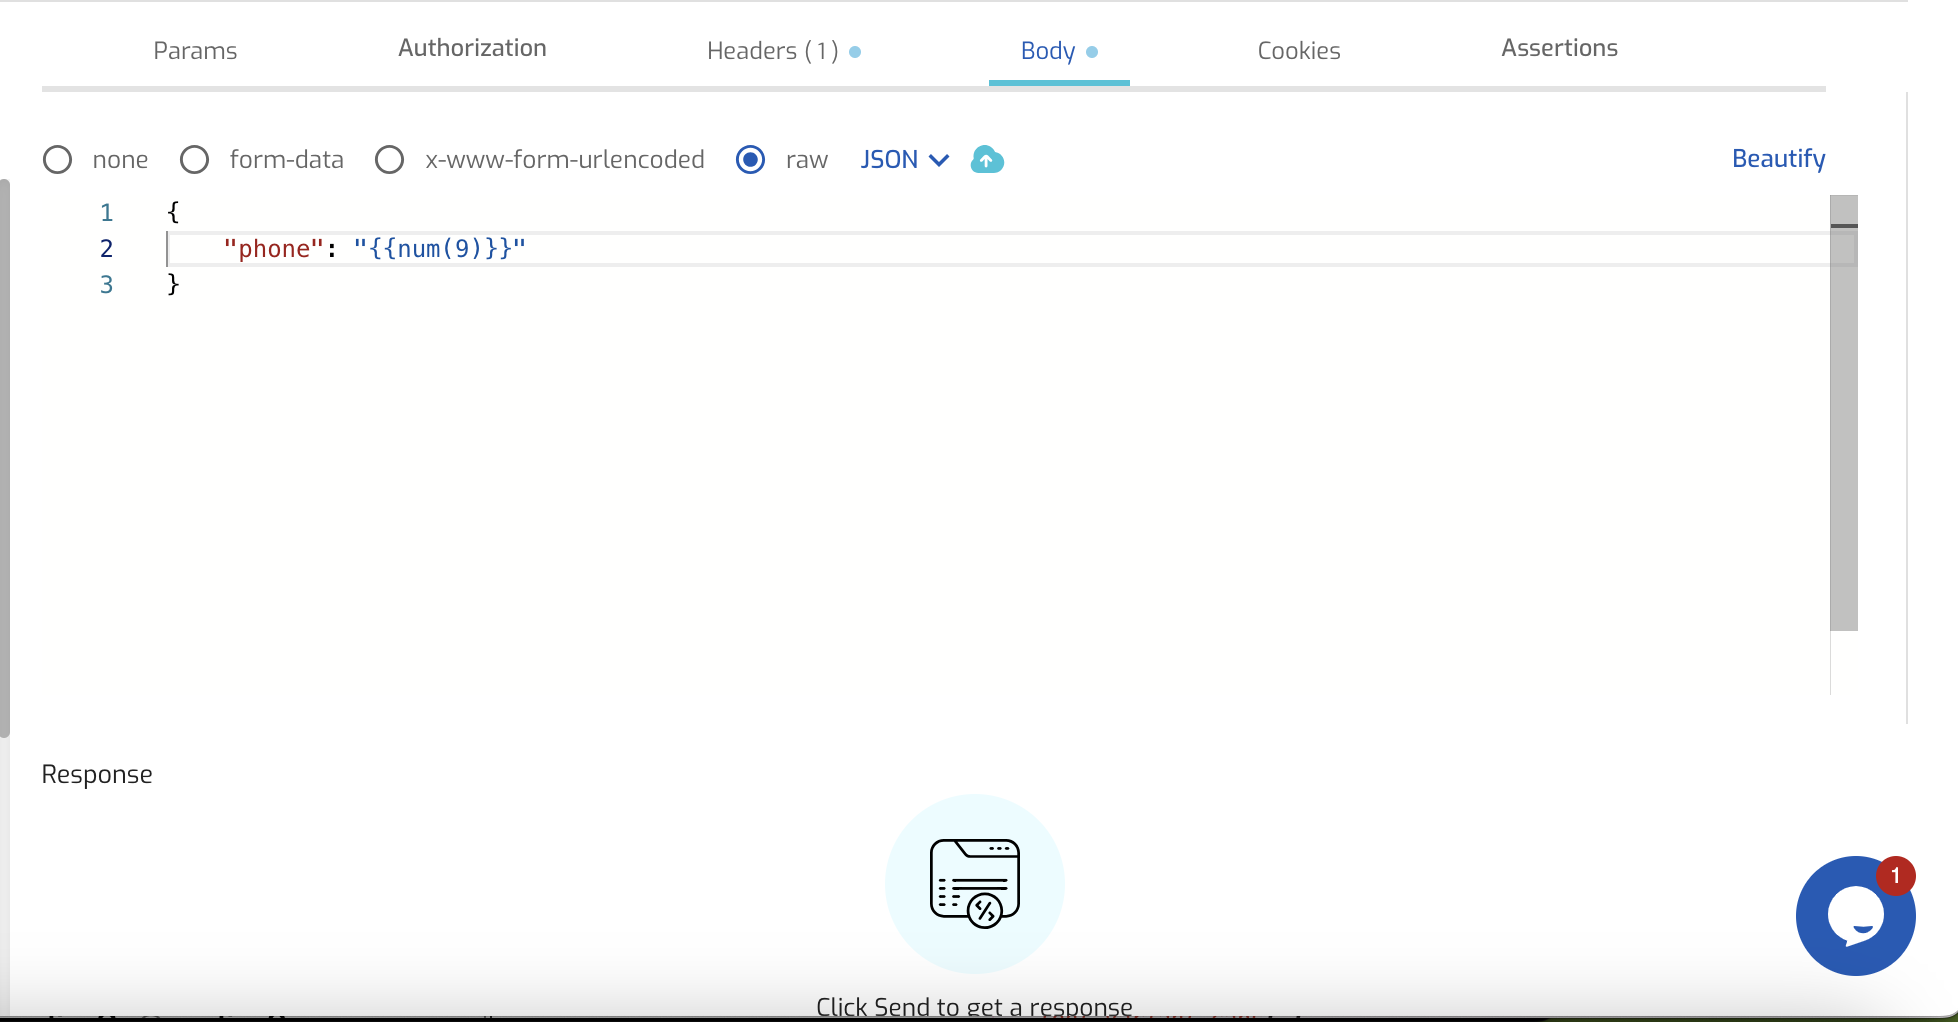 Params Authorization Headers (1) Body Cookies Assertions
none form-data x-www-form-urlencoded raw JSON Beautify
1 {
2 "phone": "{{num(9)}}"
3 }
Response
1
Click Send to get a response